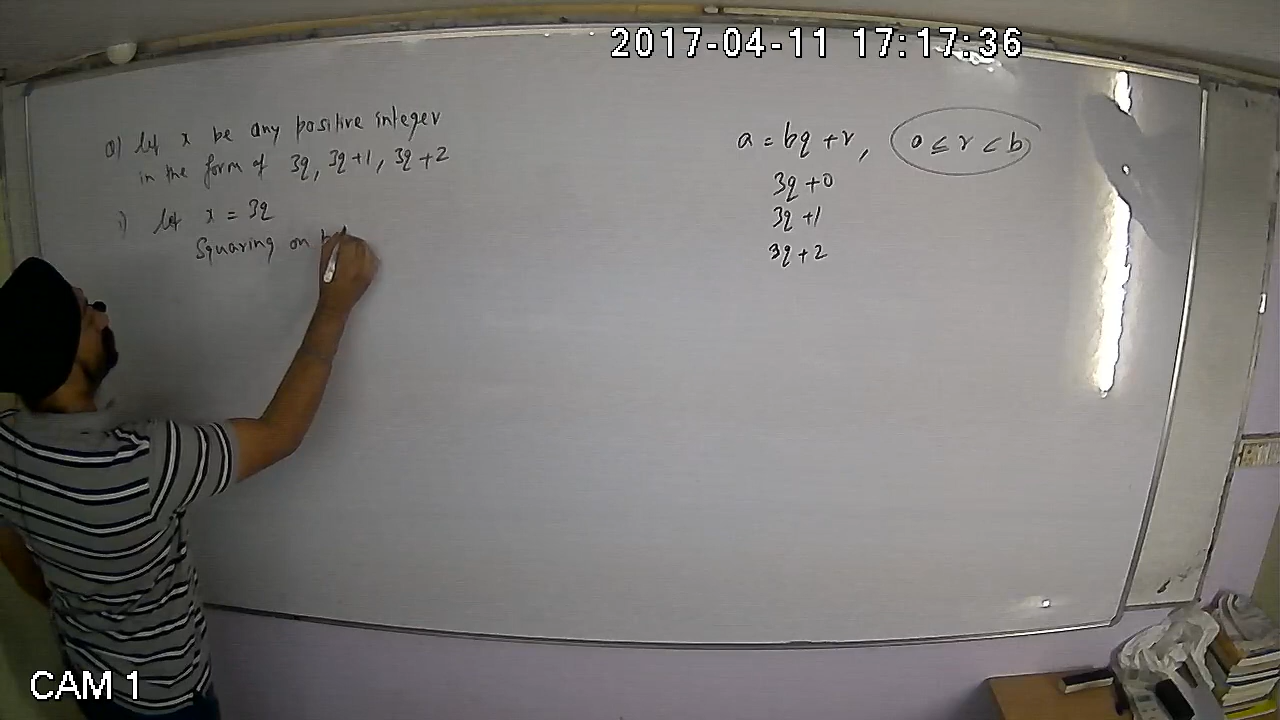 2017-04-11 17:17:36
Q) let x be any positive integer
in the form of 3q, 3q+1, 3q+2
i) let x = 3q
Squaring on
a = bq + r, 0 ≤ r < b
3q + 0
3q + 1
3q + 2
CAM 1